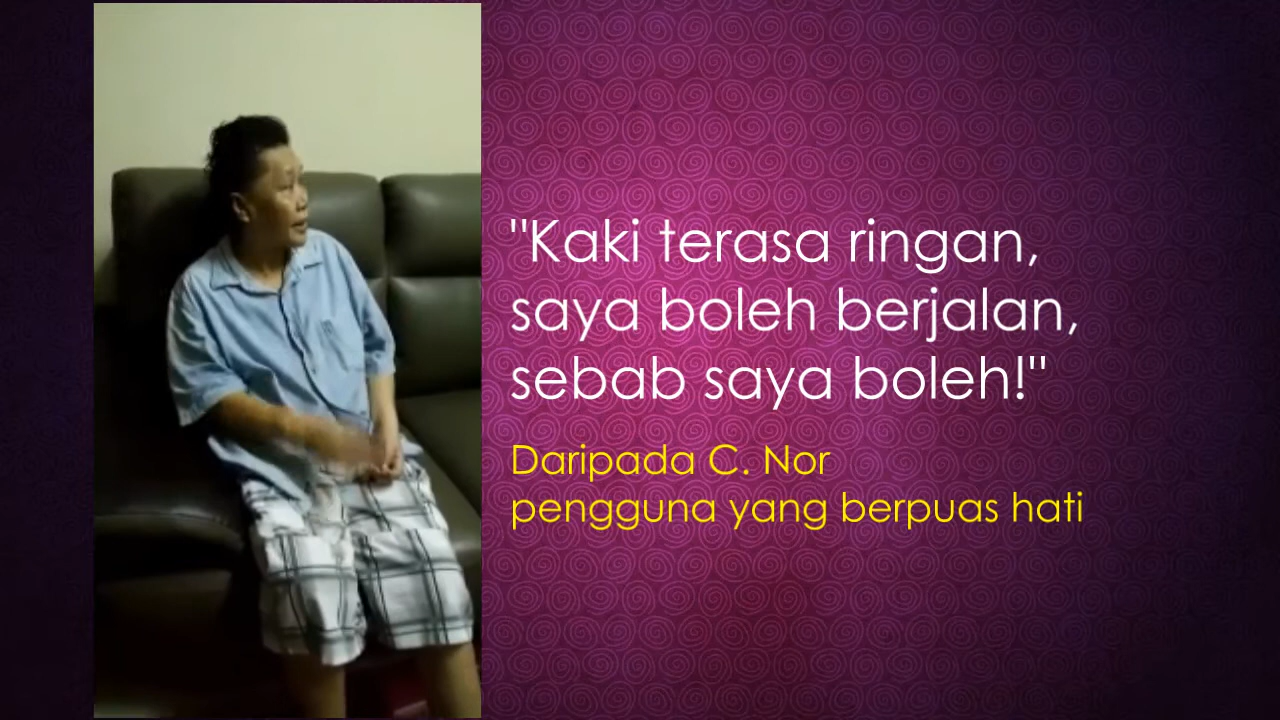 "Kaki terasa ringan,
saya boleh berjalan,
sebab saya boleh!"
Daripada C. Nor
pengguna yang berpuas hati